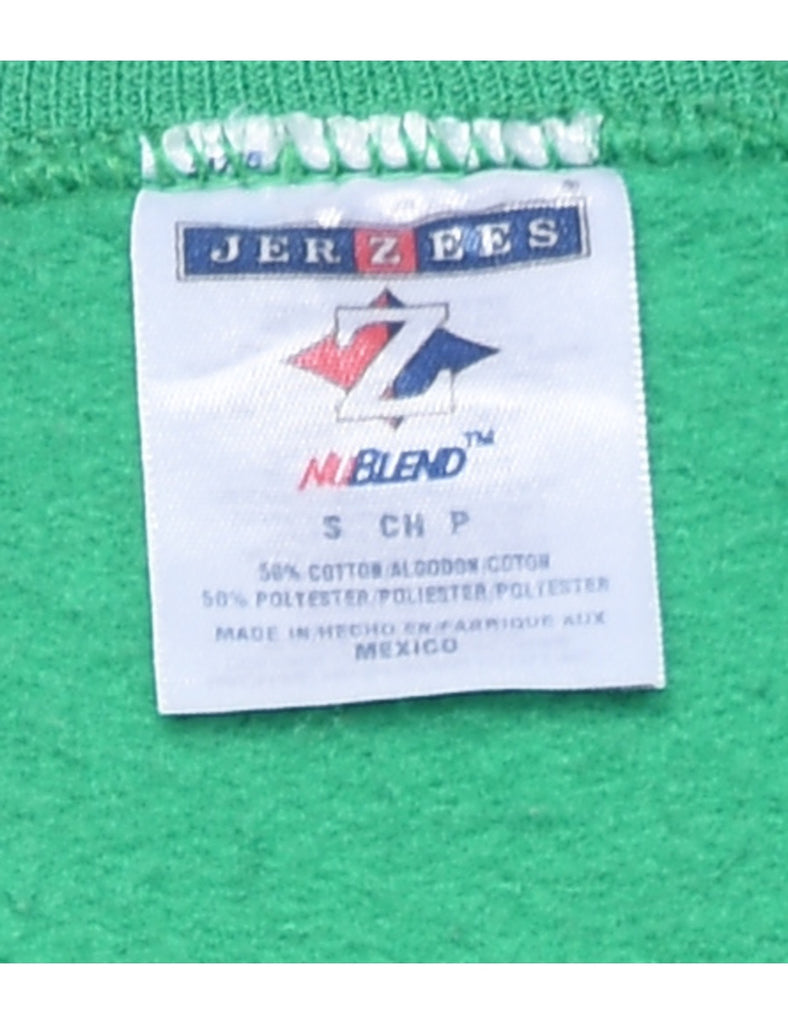 JERZEES
Z
NUBLEND™
S CH P
50% COTTON/ALGODON/COTON
50% POLYESTER/POLIESTER/POLYESTER
MADE IN/HECHO EN/FABRIQUE AUX
MEXICO